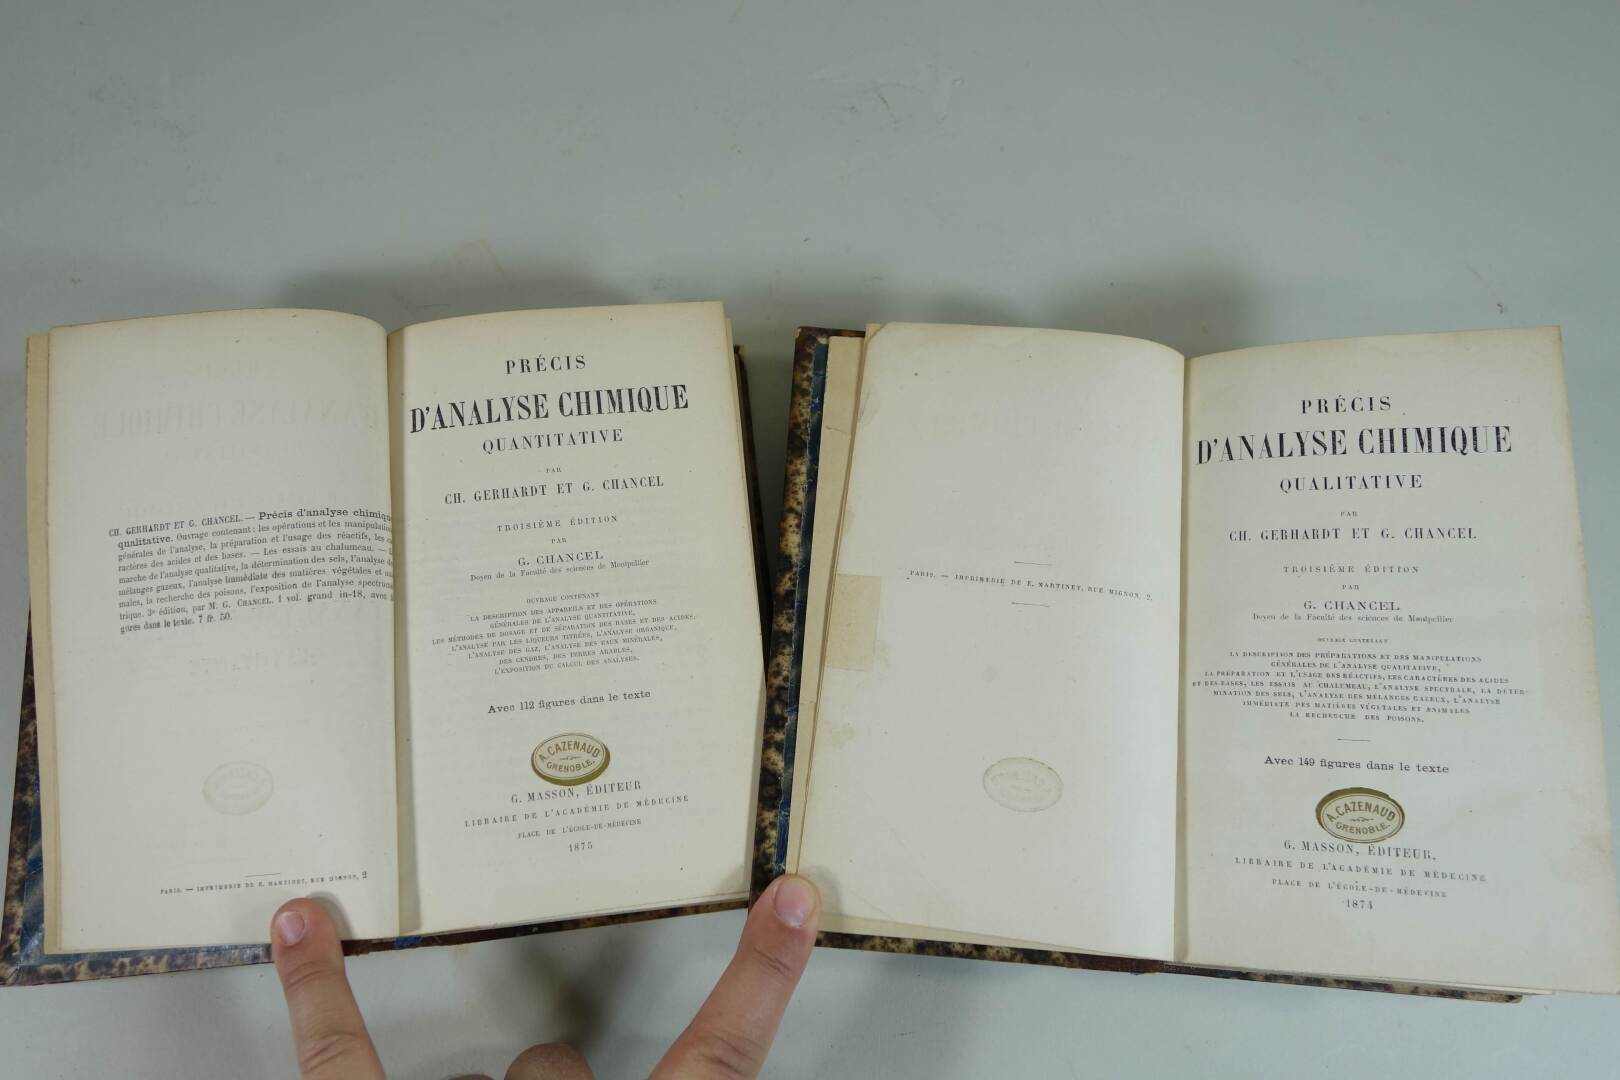 CH. GERHARDT ET G. CHANCEL. — Précis d'analyse chimique
qualitative. Ouvrage contenant : les opérations et les manipulations
générales de l'analyse, la préparation et l'usage des réactifs, les ca
ractères des acides et des bases. — Les essais au chalumeau. —
marche de l'analyse qualitative, la détermination des sels, l'analyse de
mélanges gazeux, l'analyse immédiate des matières végétales et ani
males, la recherche des poisons, l'exposition de l'analyse spectrom
trique. 3e édition, par M. G. CHANCEL. 1 vol. grand in-18, avec
gures dans le texte. 7 fr. 50.
PARIS. — IMPRIMERIE DE E. MARTINET, RUE MIGNON, 2
PRÉCIS
D'ANALYSE CHIMIQUE
QUANTITATIVE
PAR
CH. GERHARDT ET G. CHANCEL
TROISIÈME ÉDITION
PAR
G. CHANCEL
Doyen de la Faculté des sciences de Montpellier
OUVRAGE CONTENANT
LA DESCRIPTION DES APPAREILS ET DES OPÉRATIONS
GÉNÉRALES DE L'ANALYSE QUANTITATIVE,
LES MÉTHODES DE DOSAGE ET DE SÉPARATION DES BASES ET DES ACIDES,
L'ANALYSE PAR LES LIQUEURS TITRÉES, L'ANALYSE ORGANIQUE,
L'ANALYSE DES GAZ, L'ANALYSE DES EAUX MINÉRALES,
DES CENDRES, DES TERRES ARABLES,
L'EXPOSITION DU CALCUL DES ANALYSES.
Avec 112 figures dans le texte
A. CAZENAUD
GRENOBLE.
G. MASSON, ÉDITEUR
LIBRAIRE DE L'ACADÉMIE DE MÉDECINE
PLACE DE L'ÉCOLE-DE-MÉDECINE
1875
PARIS. — IMPRIMERIE DE E. MARTINET, RUE MIGNON, 2.
PRÉCIS
D'ANALYSE CHIMIQUE
QUALITATIVE
PAR
CH. GERHARDT ET G. CHANCEL
TROISIÈME ÉDITION
PAR
G. CHANCEL
Doyen de la Faculté des sciences de Montpellier
OUVRAGE CONTENANT
LA DESCRIPTION DES PRÉPARATIONS ET DES MANIPULATIONS
GÉNÉRALES DE L'ANALYSE QUALITATIVE,
LA PRÉPARATION ET L'USAGE DES RÉACTIFS, LES CARACTÈRES DES ACIDES
ET DES BASES, LES ESSAIS AU CHALUMEAU, L'ANALYSE SPECTRALE, LA DÉTER-
MINATION DES SELS, L'ANALYSE DES MÉLANGES GAZEUX, L'ANALYSE
IMMÉDIATE DES MATIÈRES VÉGÉTALES ET ANIMALES
LA RECHERCHE DES POISONS.
Avec 149 figures dans le texte
A. CAZENAUD
GRENOBLE.
G. MASSON, ÉDITEUR,
LIBRAIRE DE L'ACADÉMIE DE MÉDECINE
PLACE DE L'ÉCOLE-DE-MÉDECINE
1874